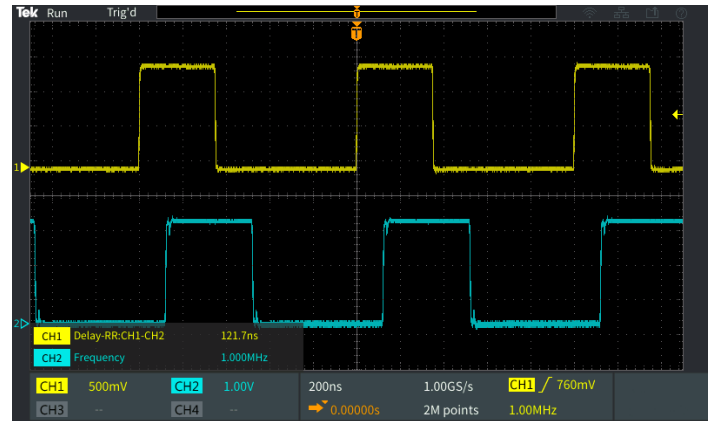 Tek Run Trig'd
T
1
2
CH1 Delay-RR:CH1-CH2 121.7ns
CH2 Frequency 1.000MHz
CH1 500mV CH2 1.00V 200ns 1.00GS/s CH1 760mV
CH3 -- CH4 -- 0.00000s 2M points 1.00MHz